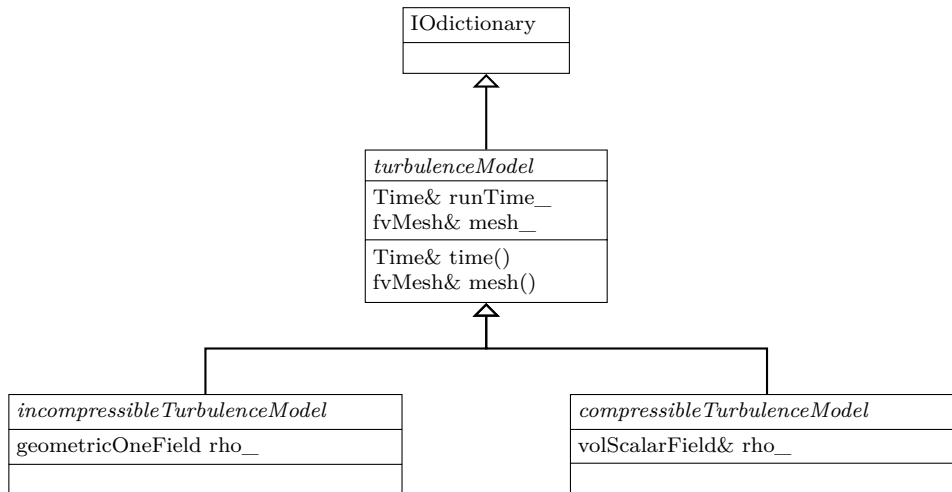 IOdictionary
turbulenceModel
Time& runTime_
fvMesh& mesh_
Time& time()
fvMesh& mesh()
incompressibleTurbulenceModel
geometricOneField rho_
compressibleTurbulenceModel
volScalarField& rho_